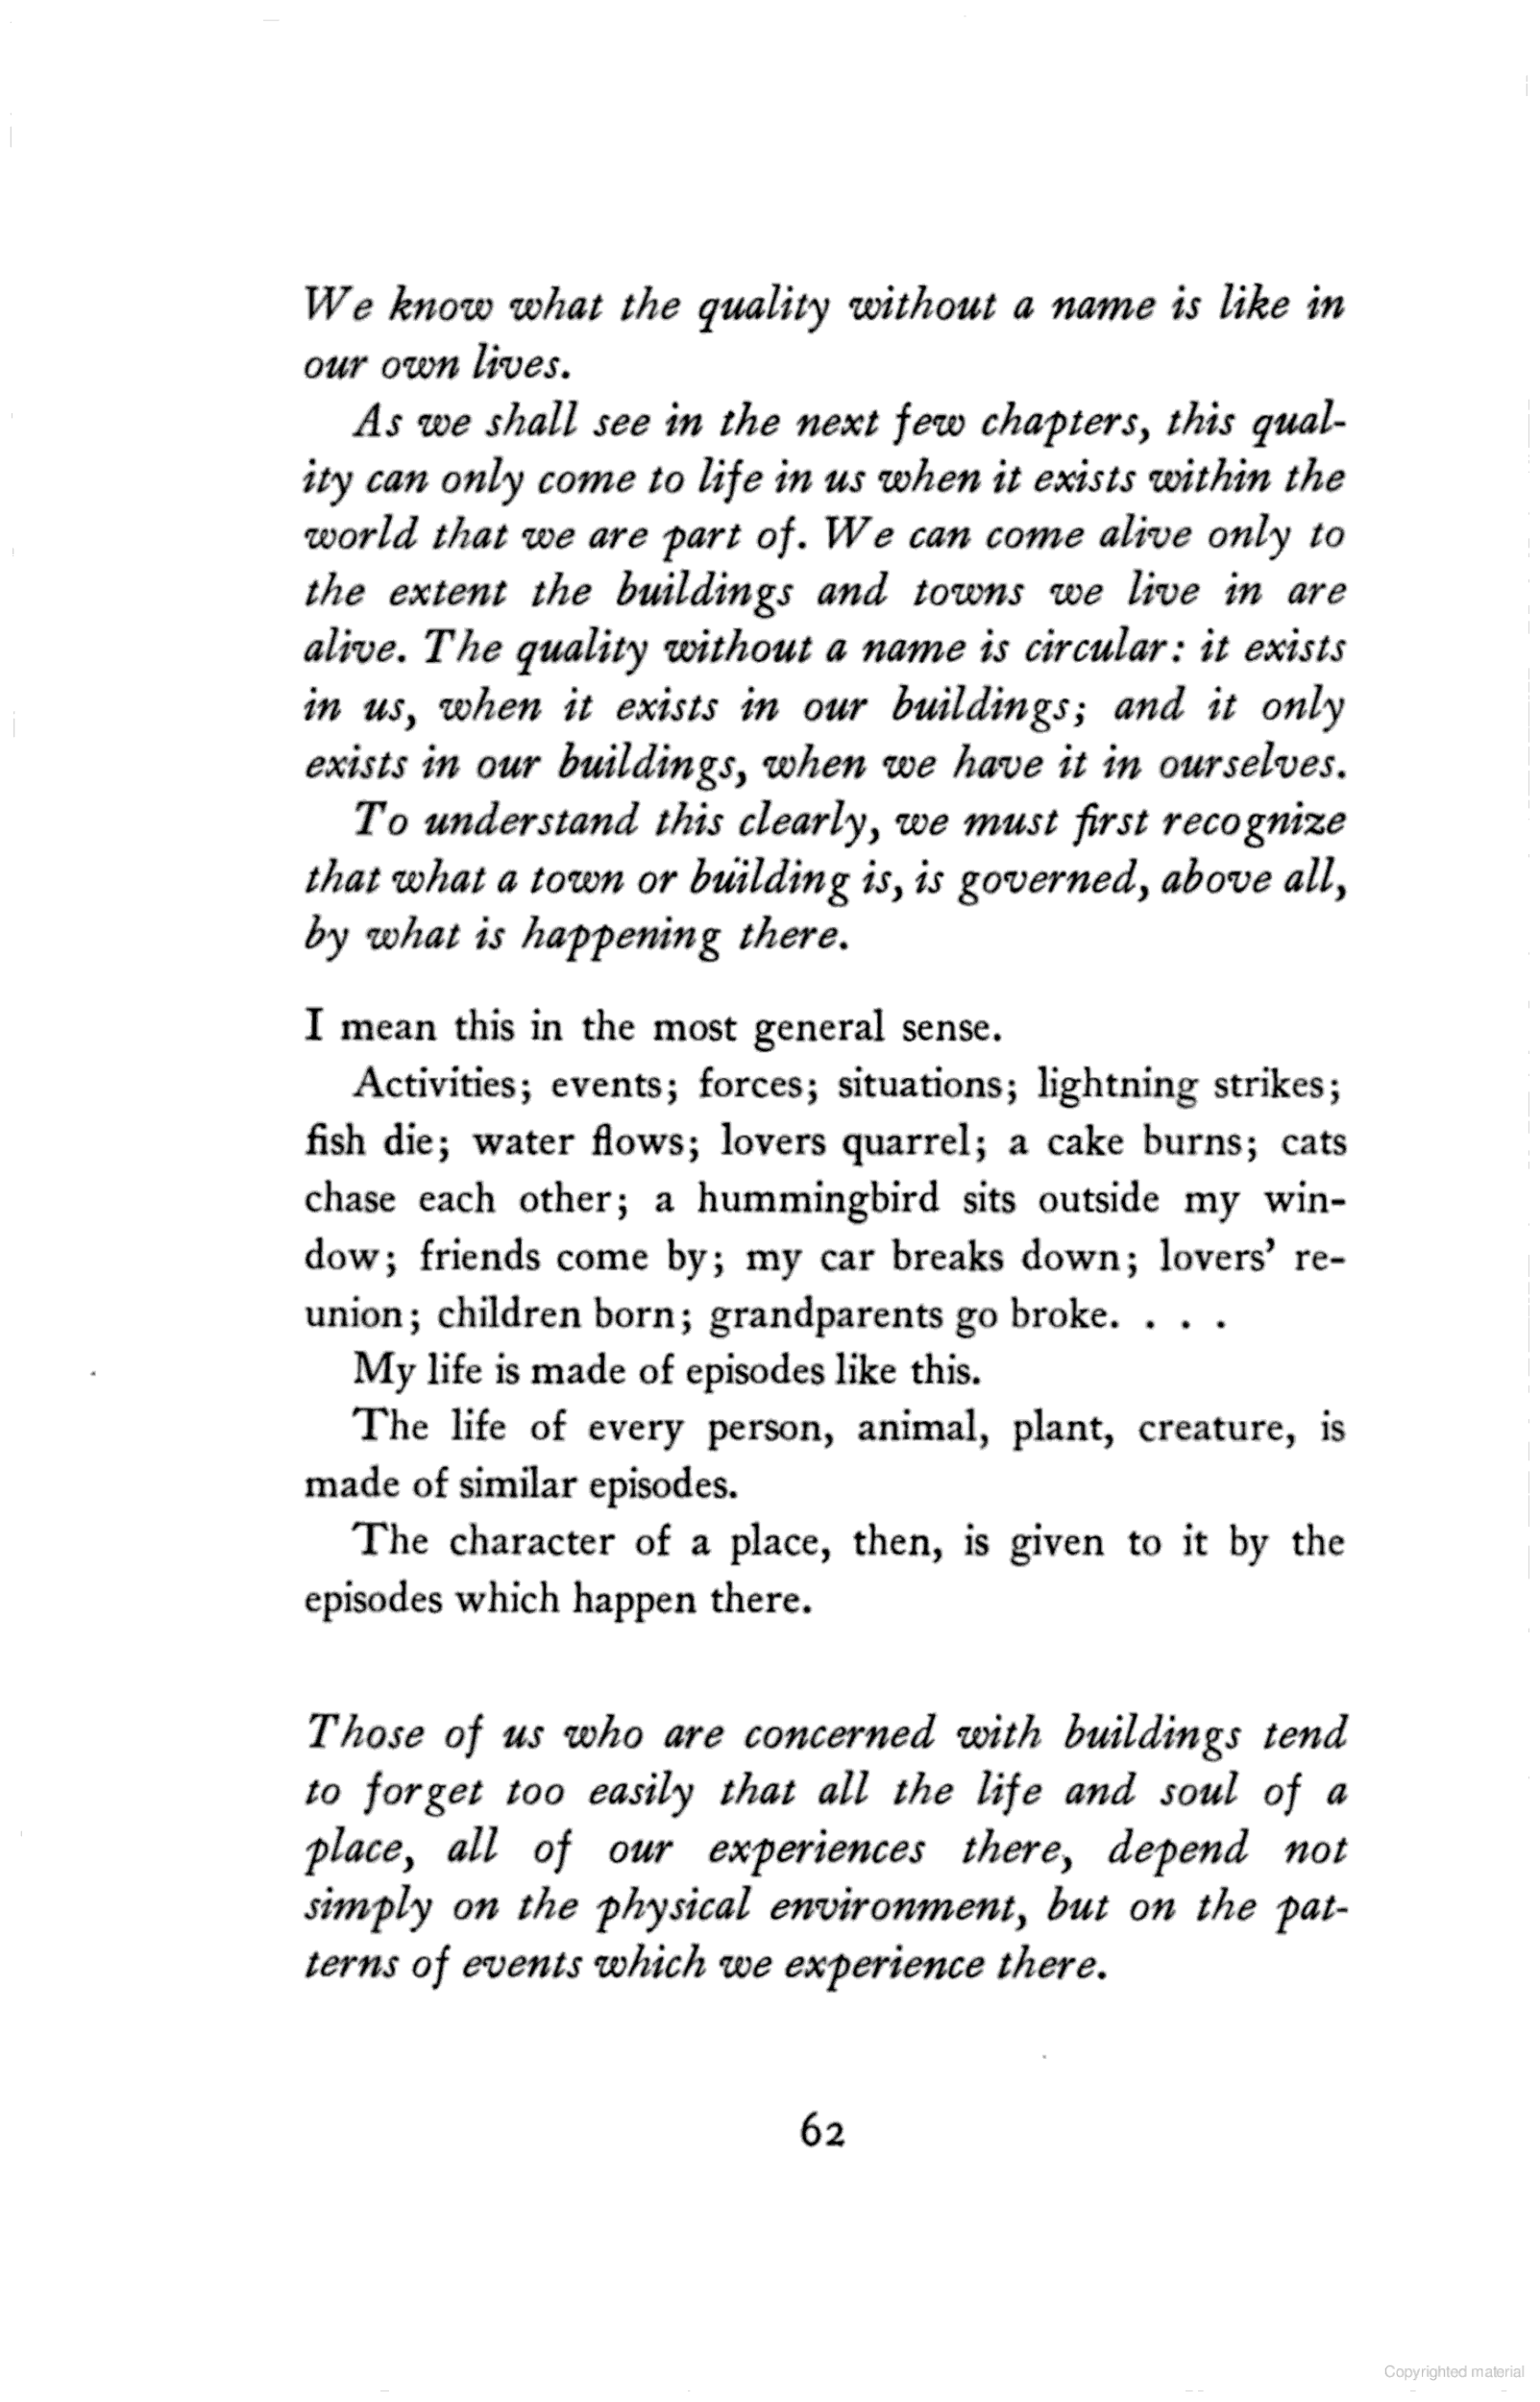 We know what the quality without a name is like in
our own lives.
As we shall see in the next few chapters, this qual-
ity can only come to life in us when it exists within the
world that we are part of. We can come alive only to
the extent the buildings and towns we live in are
alive. The quality without a name is circular: it exists
in us, when it exists in our buildings; and it only
exists in our buildings, when we have it in ourselves.
To understand this clearly, we must first recognize
that what a town or building is, is governed, above all,
by what is happening there.
I mean this in the most general sense.
Activities; events; forces; situations; lightning strikes;
fish die; water flows; lovers quarrel; a cake burns; cats
chase each other; a hummingbird sits outside my win-
dow; friends come by; my car breaks down; lovers’ re-
union; children born; grandparents go broke. . . .
My life is made of episodes like this.
The life of every person, animal, plant, creature, is
made of similar episodes.
The character of a place, then, is given to it by the
episodes which happen there.
Those of us who are concerned with buildings tend
to forget too easily that all the life and soul of a
place, all of our experiences there, depend not
simply on the physical environment, but on the pat-
terns of events which we experience there.
62
Copyrighted material